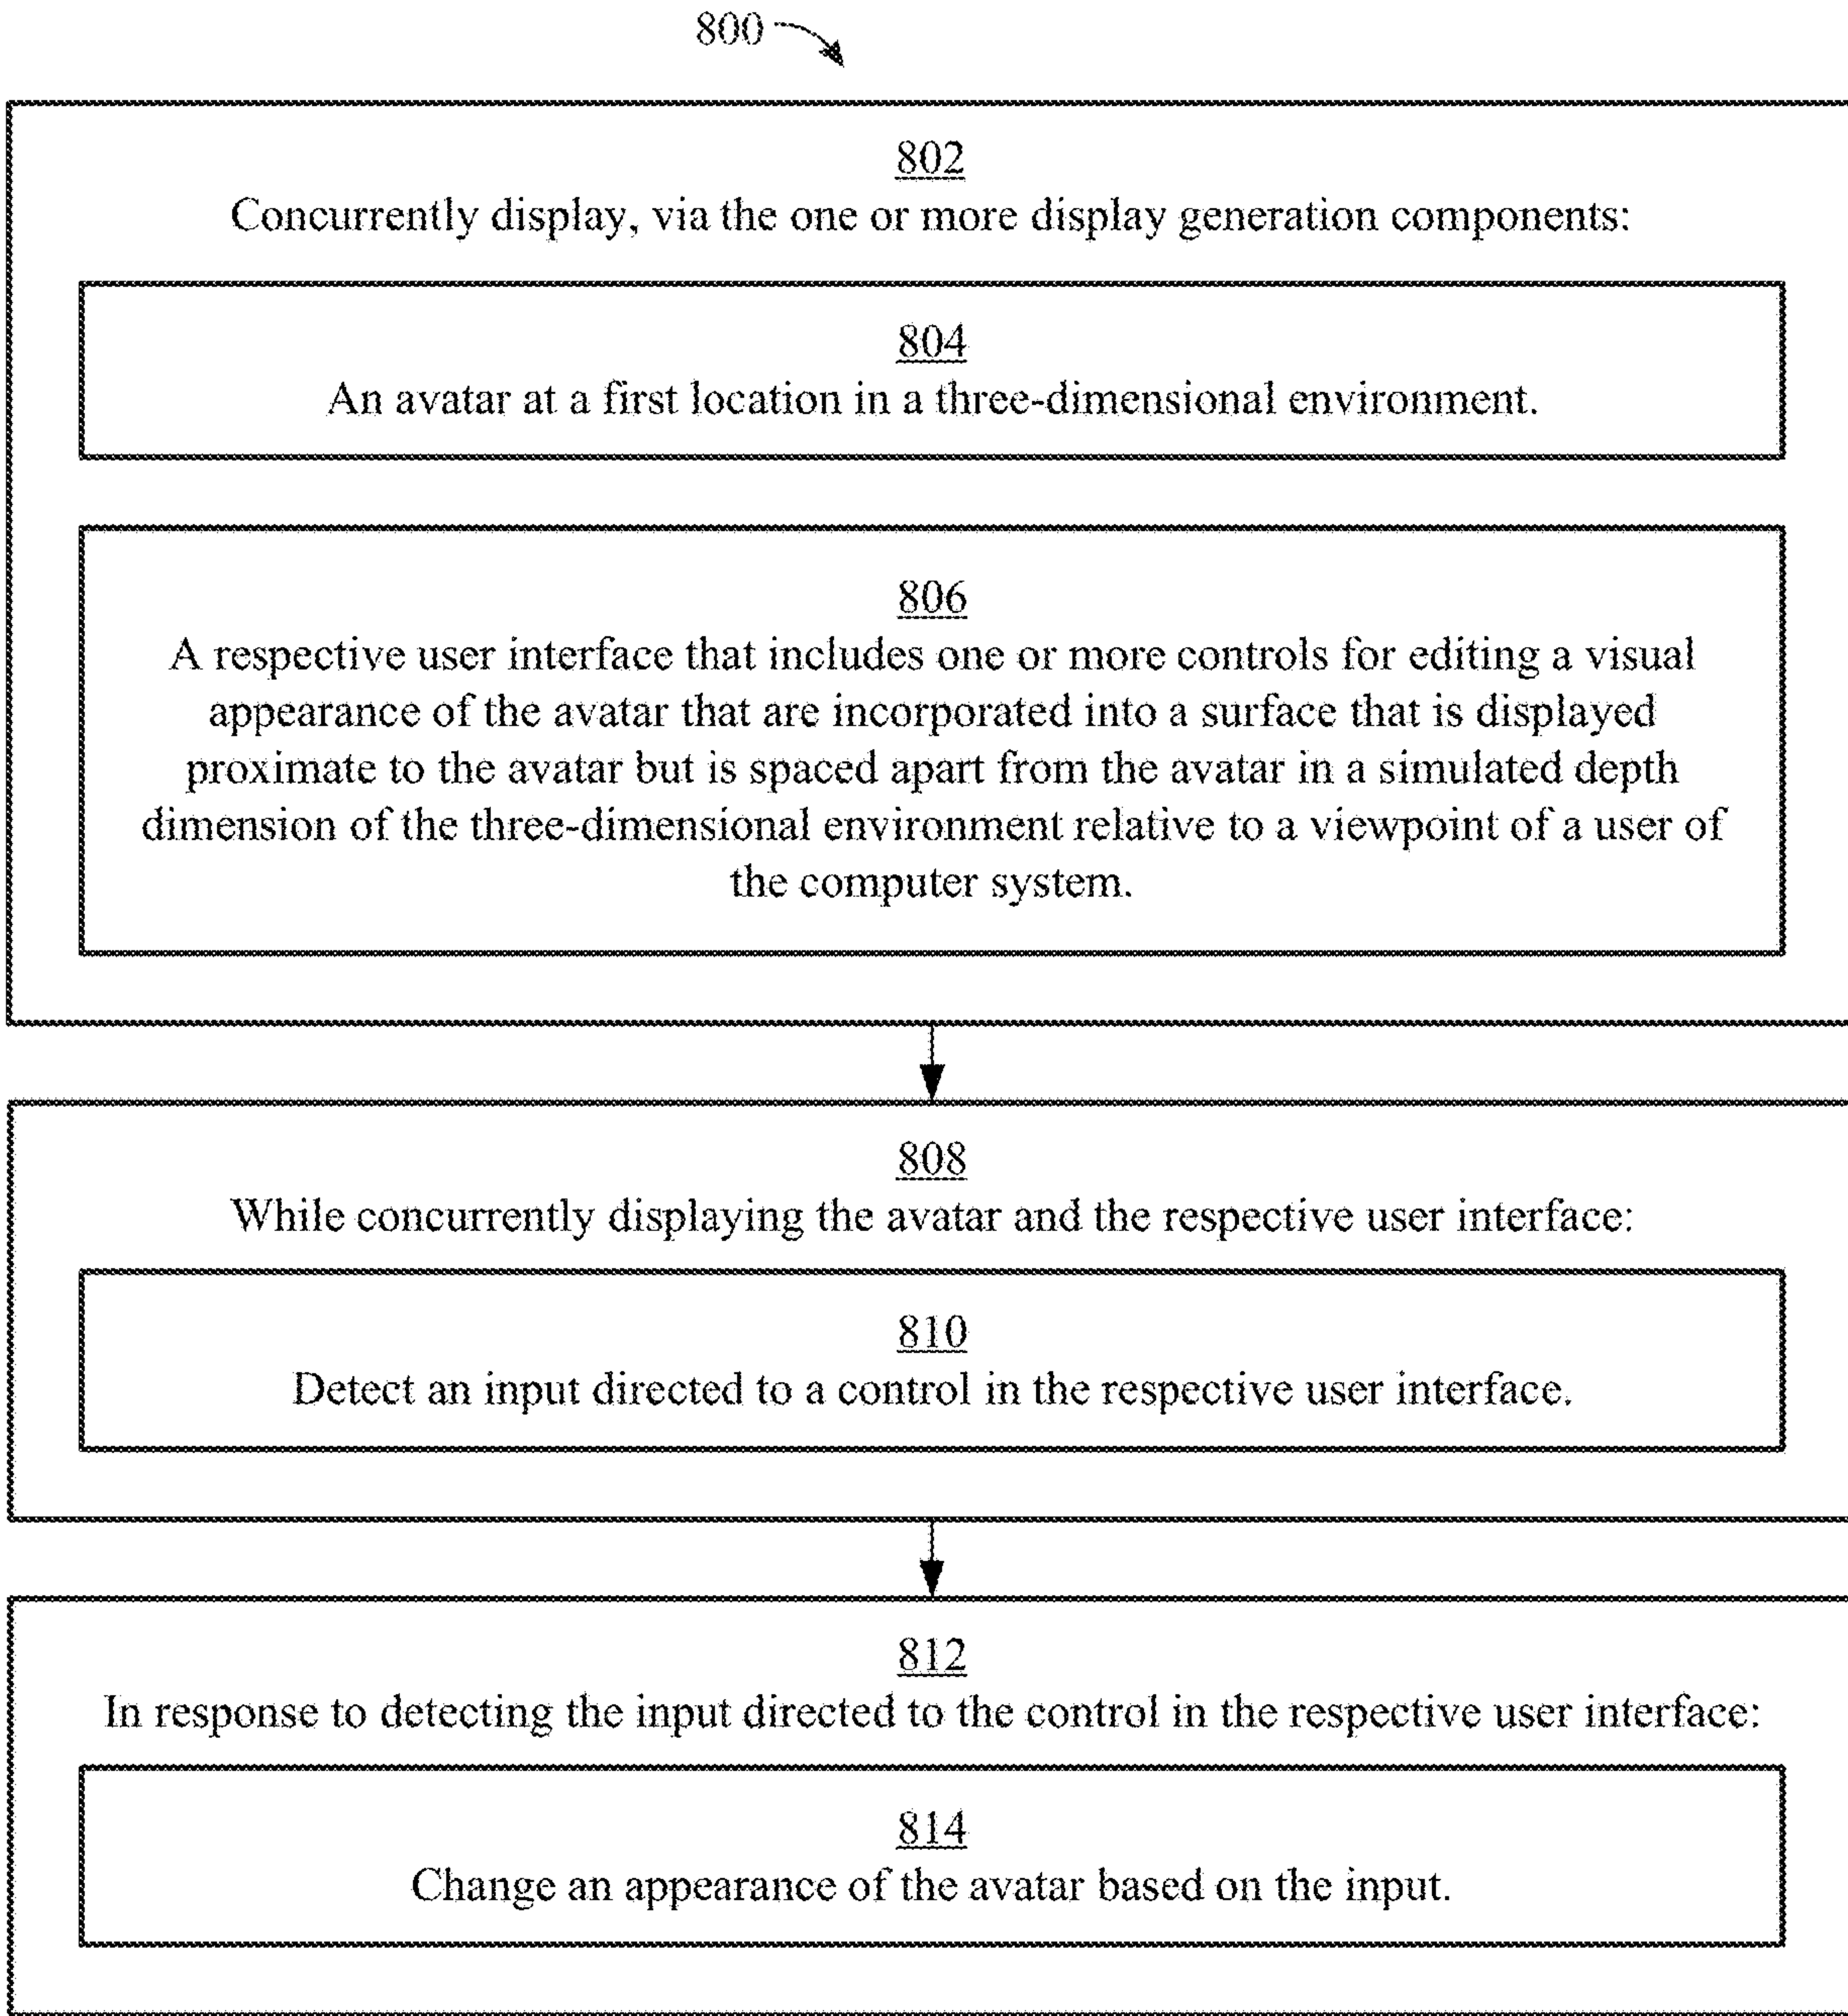 800
802
Concurrently display, via the one or more display generation components:
804
An avatar at a first location in a three-dimensional environment.
806
A respective user interface that includes one or more controls for editing a visual
appearance of the avatar that are incorporated into a surface that is displayed
proximate to the avatar but is spaced apart from the avatar in a simulated depth
dimension of the three-dimensional environment relative to a viewpoint of a user of
the computer system.
808
While concurrently displaying the avatar and the respective user interface:
810
Detect an input directed to a control in the respective user interface.
812
In response to detecting the input directed to the control in the respective user interface:
814
Change an appearance of the avatar based on the input.